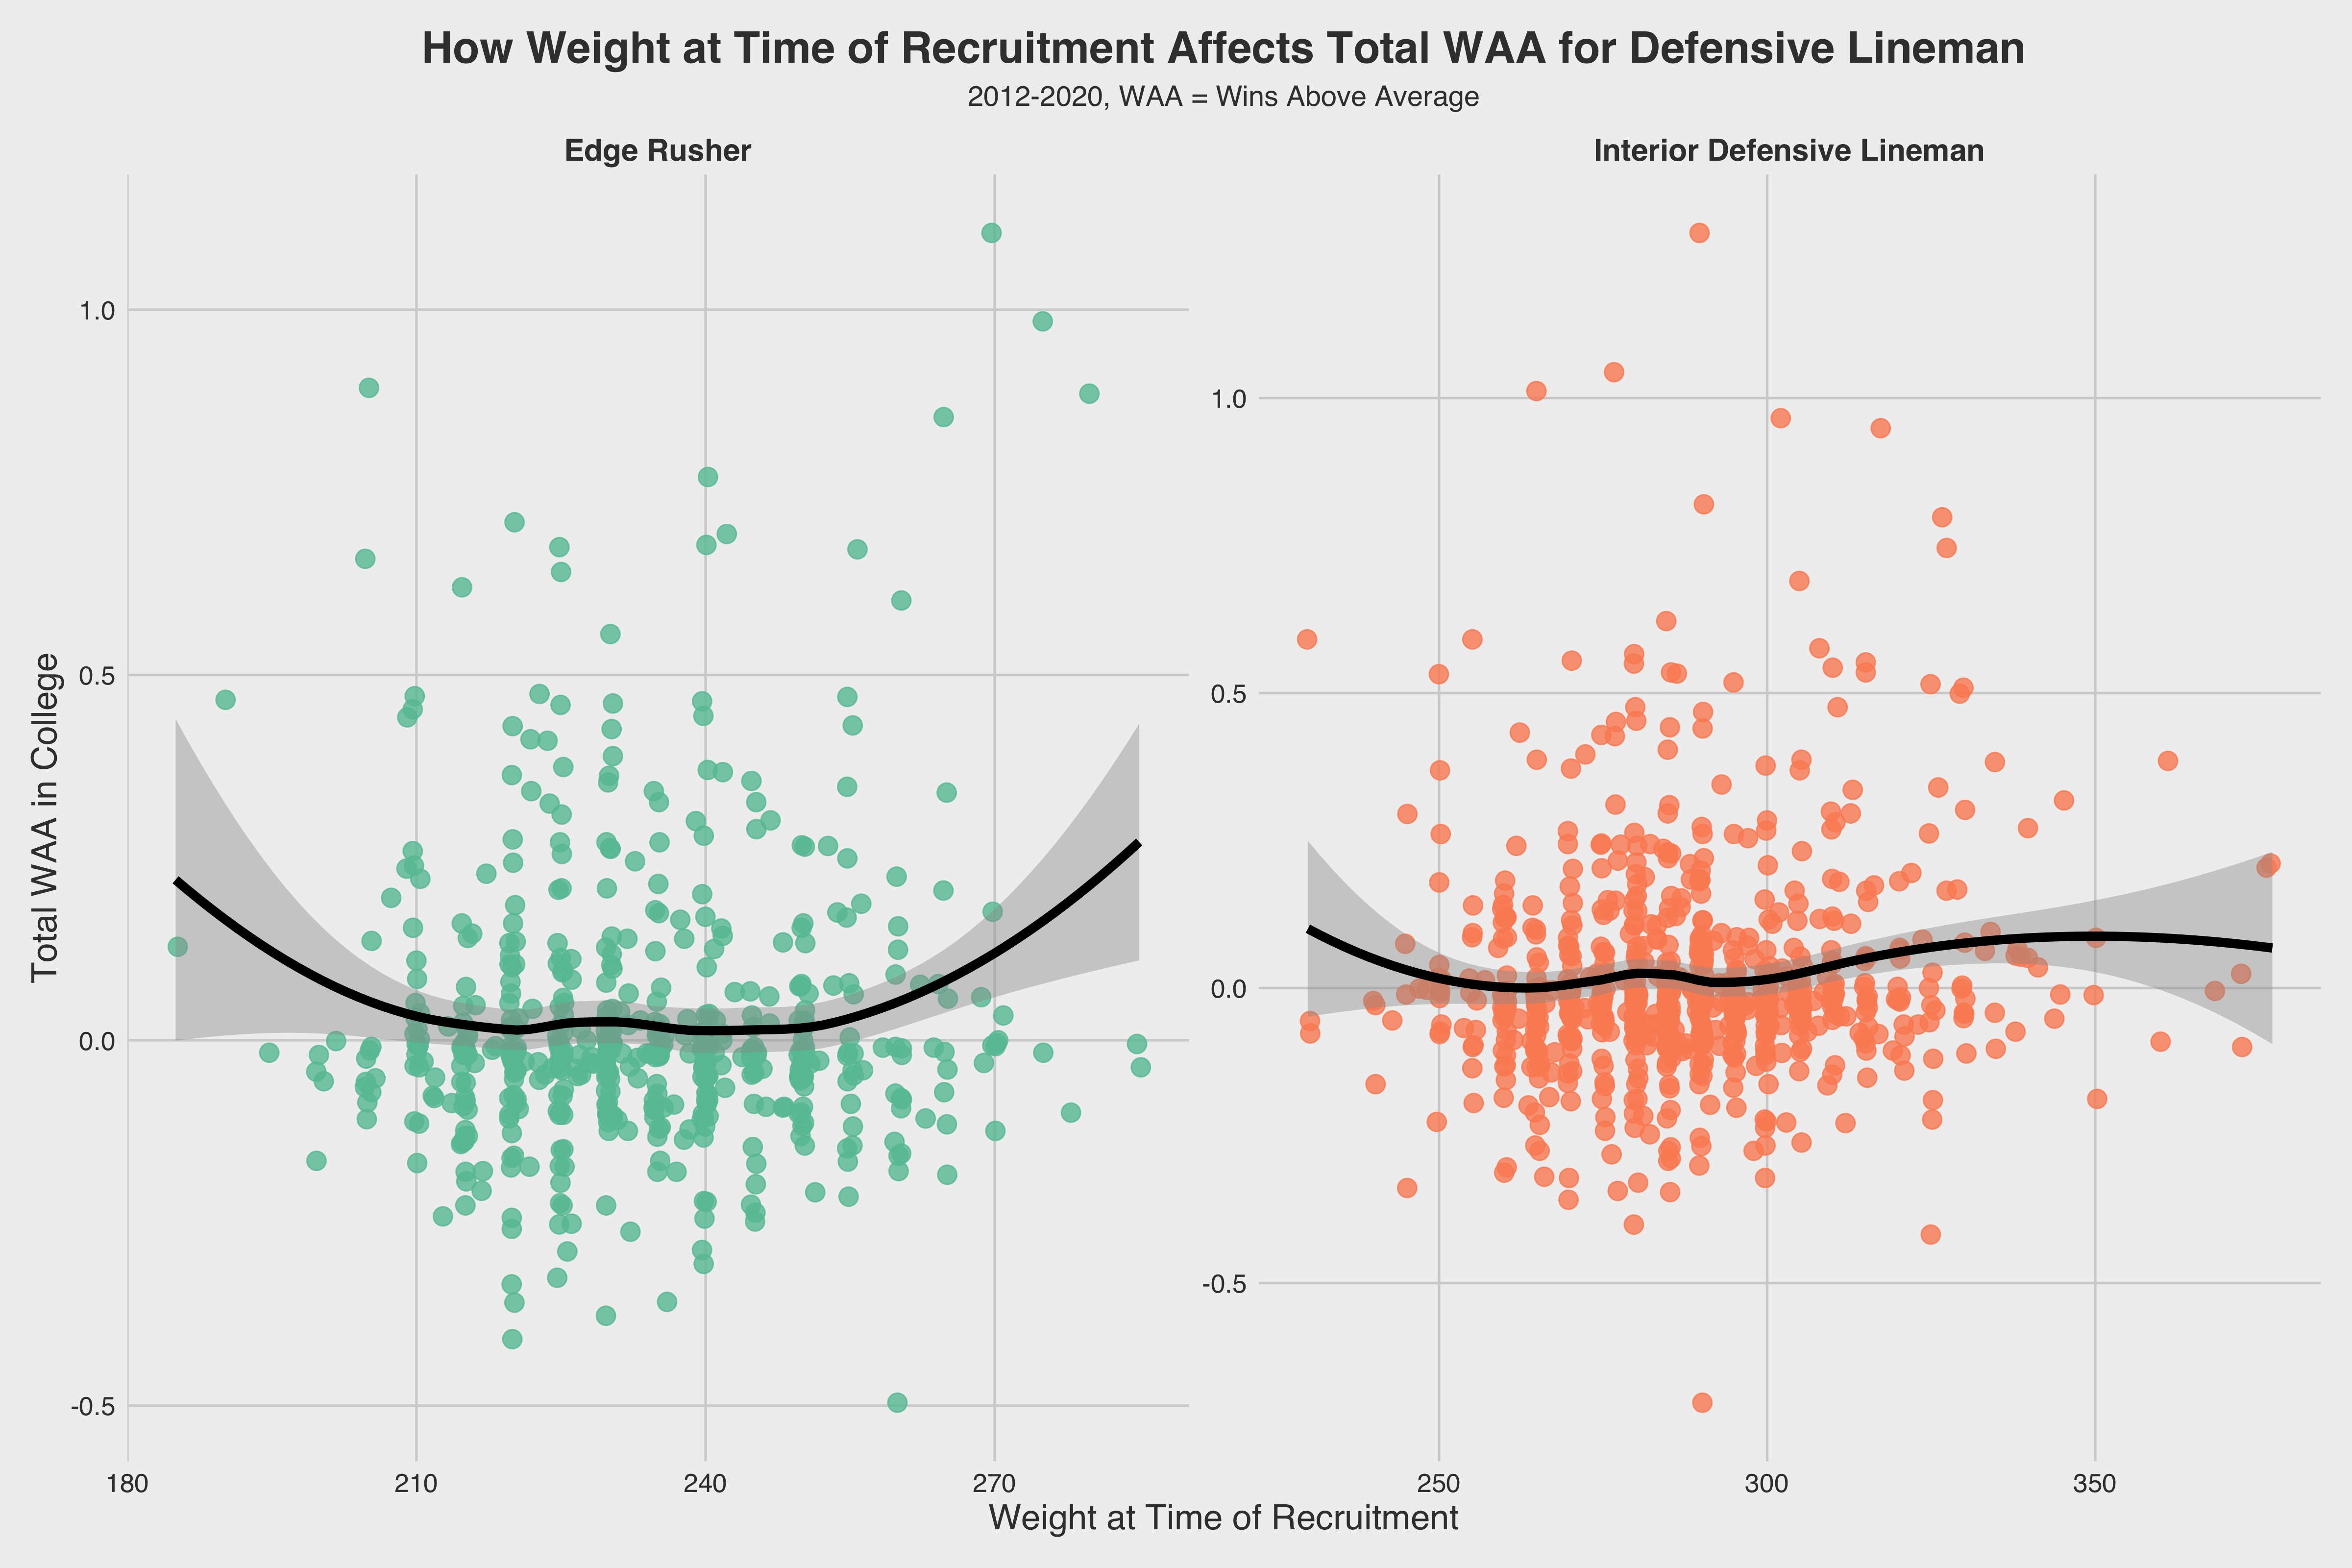 How Weight at Time of Recruitment Affects Total WAA for Defensive Lineman
2012-2020, WAA = Wins Above Average
Edge Rusher
Interior Defensive Lineman
Total WAA in College
1.0
0.5
0.0
-0.5
1.0
0.5
0.0
-0.5
180 210 240 270
250 300 350
Weight at Time of Recruitment